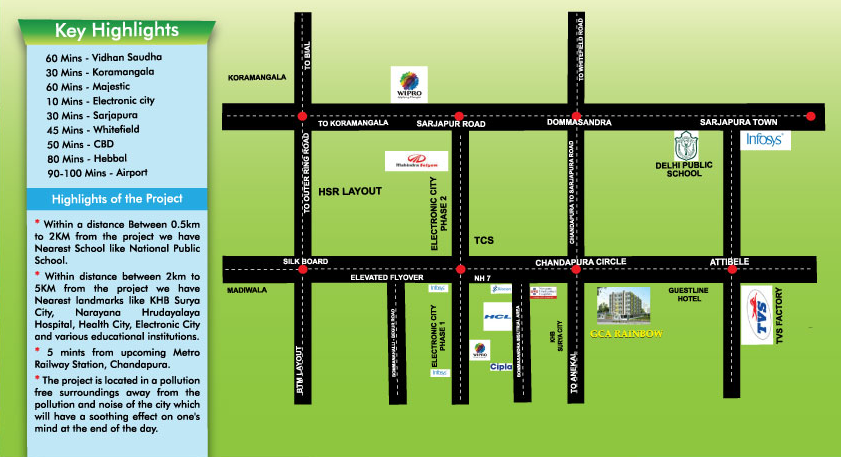 Key Highlights
60 Mins - Vidhan Saudha
30 Mins - Koramangala
60 Mins - Majestic
10 Mins - Electronic city
30 Mins - Sarjapura
45 Mins - Whitefield
50 Mins - CBD
80 Mins - Hebbal
90-100 Mins - Airport
Highlights of the Project
* Within a distance Between 0.5km
to 2KM from the project we have
Nearest School like National Public
School.
* Within distance between 2km to
5KM from the project we have
Nearest landmarks like KHB Surya
City, Narayana Hrudayalaya
Hospital, Health City, Electronic City
and various educational institutions.
* 5 mints from upcoming Metro
Railway Station, Chandapura.
* The project is located in a pollution
free surroundings away from the
pollution and noise of the city which
will have a soothing effect on one's
mind at the end of the day.
TO BIAL
TO WHITEFIELD ROAD
KORAMANGALA
WIPRO
TO KORAMANGALA
SARJAPUR ROAD
DOMMASANDRA
SARJAPURA TOWN
Infosys
DELHI PUBLIC
SCHOOL
TO OUTER RING ROAD
Mahindra Satyam
HSR LAYOUT
ELECTRONIC CITY
PHASE 2
CHANDAPURA TO SARJAPURA ROAD
TCS
SILK BOARD
CHANDAPURA CIRCLE
ATTIBELE
ELEVATED FLYOVER
NH 7
MADIWALA
Infosys
GUESTLINE
HOTEL
HCL
ELECTRONIC CITY
PHASE 1
KHB
SURYA CITY
GCA RAINBOW
TVS
TVS FACTORY
WIPRO
Cipla
Infosys
BTM LAYOUT
TO ANEKAL